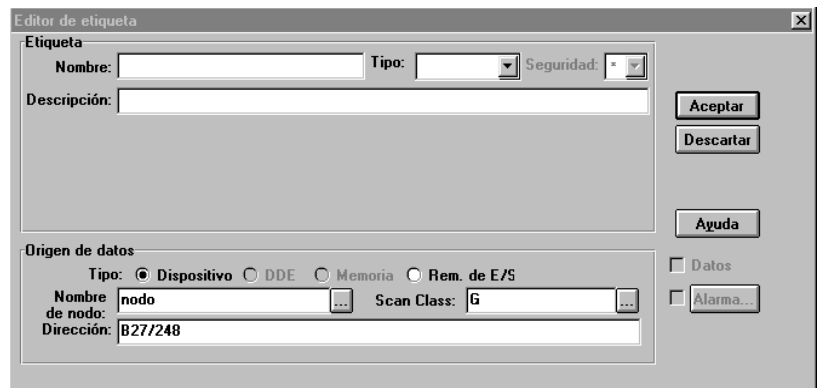 Editor de etiqueta
Etiqueta
Nombre: Tipo: Seguridad: *
Descripción:
Aceptar
Descartar
Ayuda
Origen de datos
Tipo: Dispositivo DDE Memoria Rem. de E/S
Datos
Nombre de nodo: nodo ... Scan Class: G ...
Alarma...
Dirección: B27/248